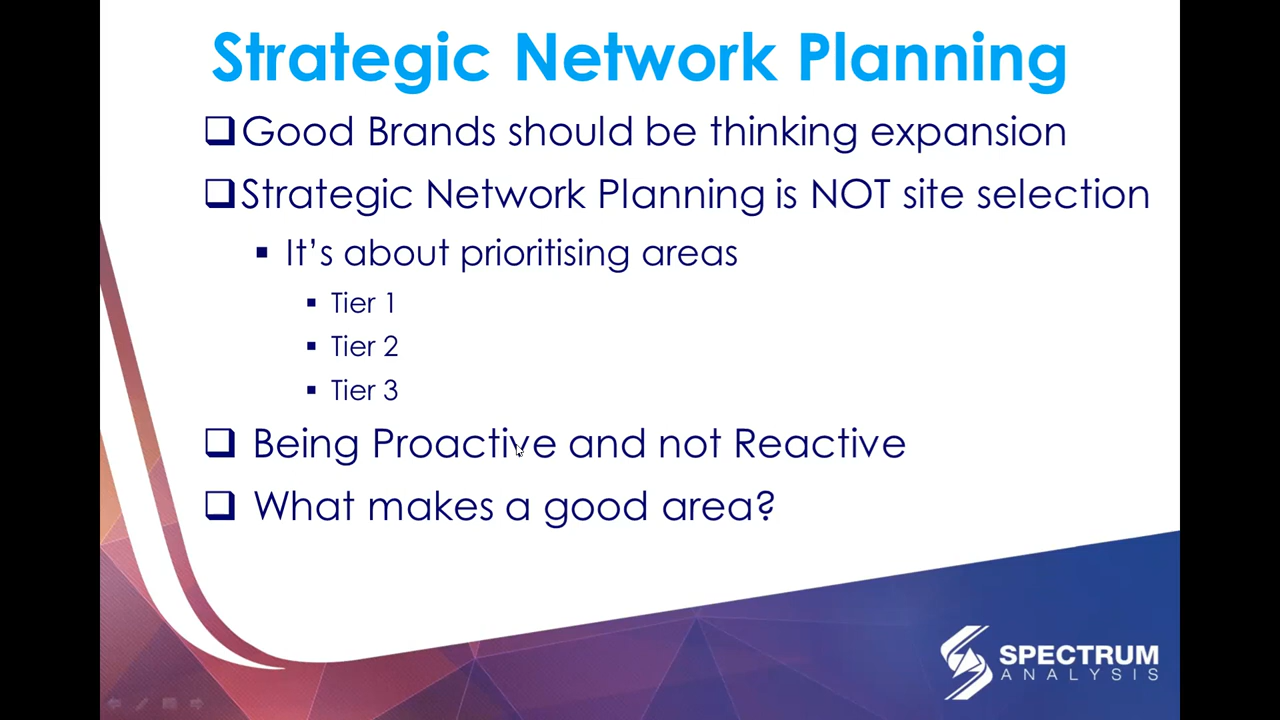 Strategic Network Planning
Good Brands should be thinking expansion
Strategic Network Planning is NOT site selection
It's about prioritising areas
Tier 1
Tier 2
Tier 3
Being Proactive and not Reactive
What makes a good area?
SPECTRUM
ANALYSIS